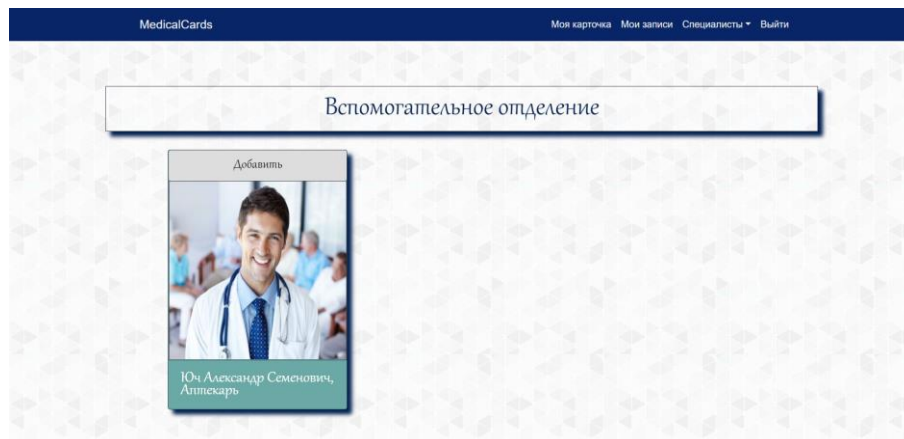 MedicalCards
Моя карточка Мои записи Специалисты Выйти
Вспомогательное отделение
Добавить
Юч Александр Семенович,
Аптекарь